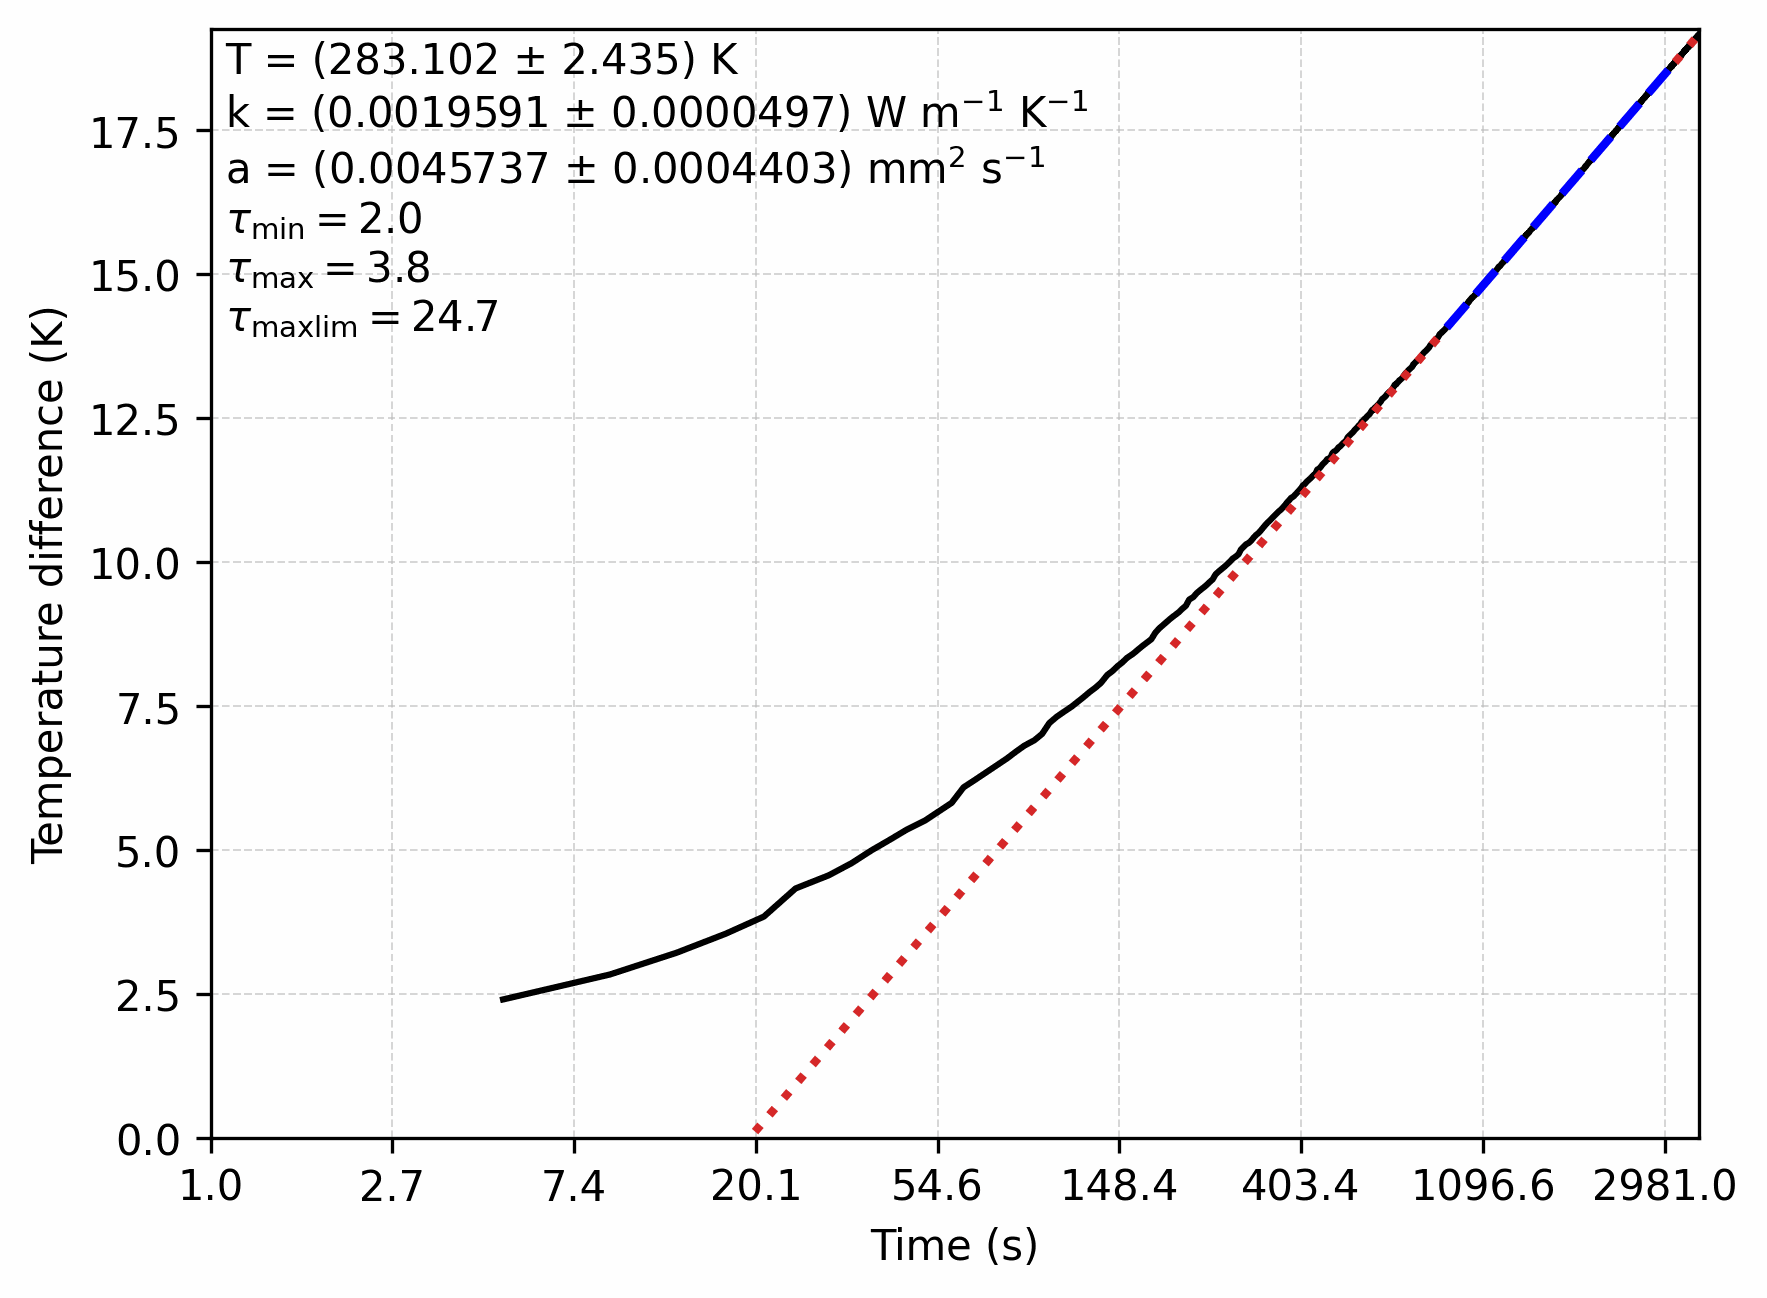 T = (283.102 ± 2.435) K
k = (0.0019591 ± 0.0000497) W m⁻¹ K⁻¹
a = (0.0045737 ± 0.0004403) mm² s⁻¹
τmin = 2.0
τmax = 3.8
τmaxlim = 24.7
Temperature difference (K)
17.5
15.0
12.5
10.0
7.5
5.0
2.5
0.0
1.0 2.7 7.4 20.1 54.6 148.4 403.4 1096.6 2981.0
Time (s)